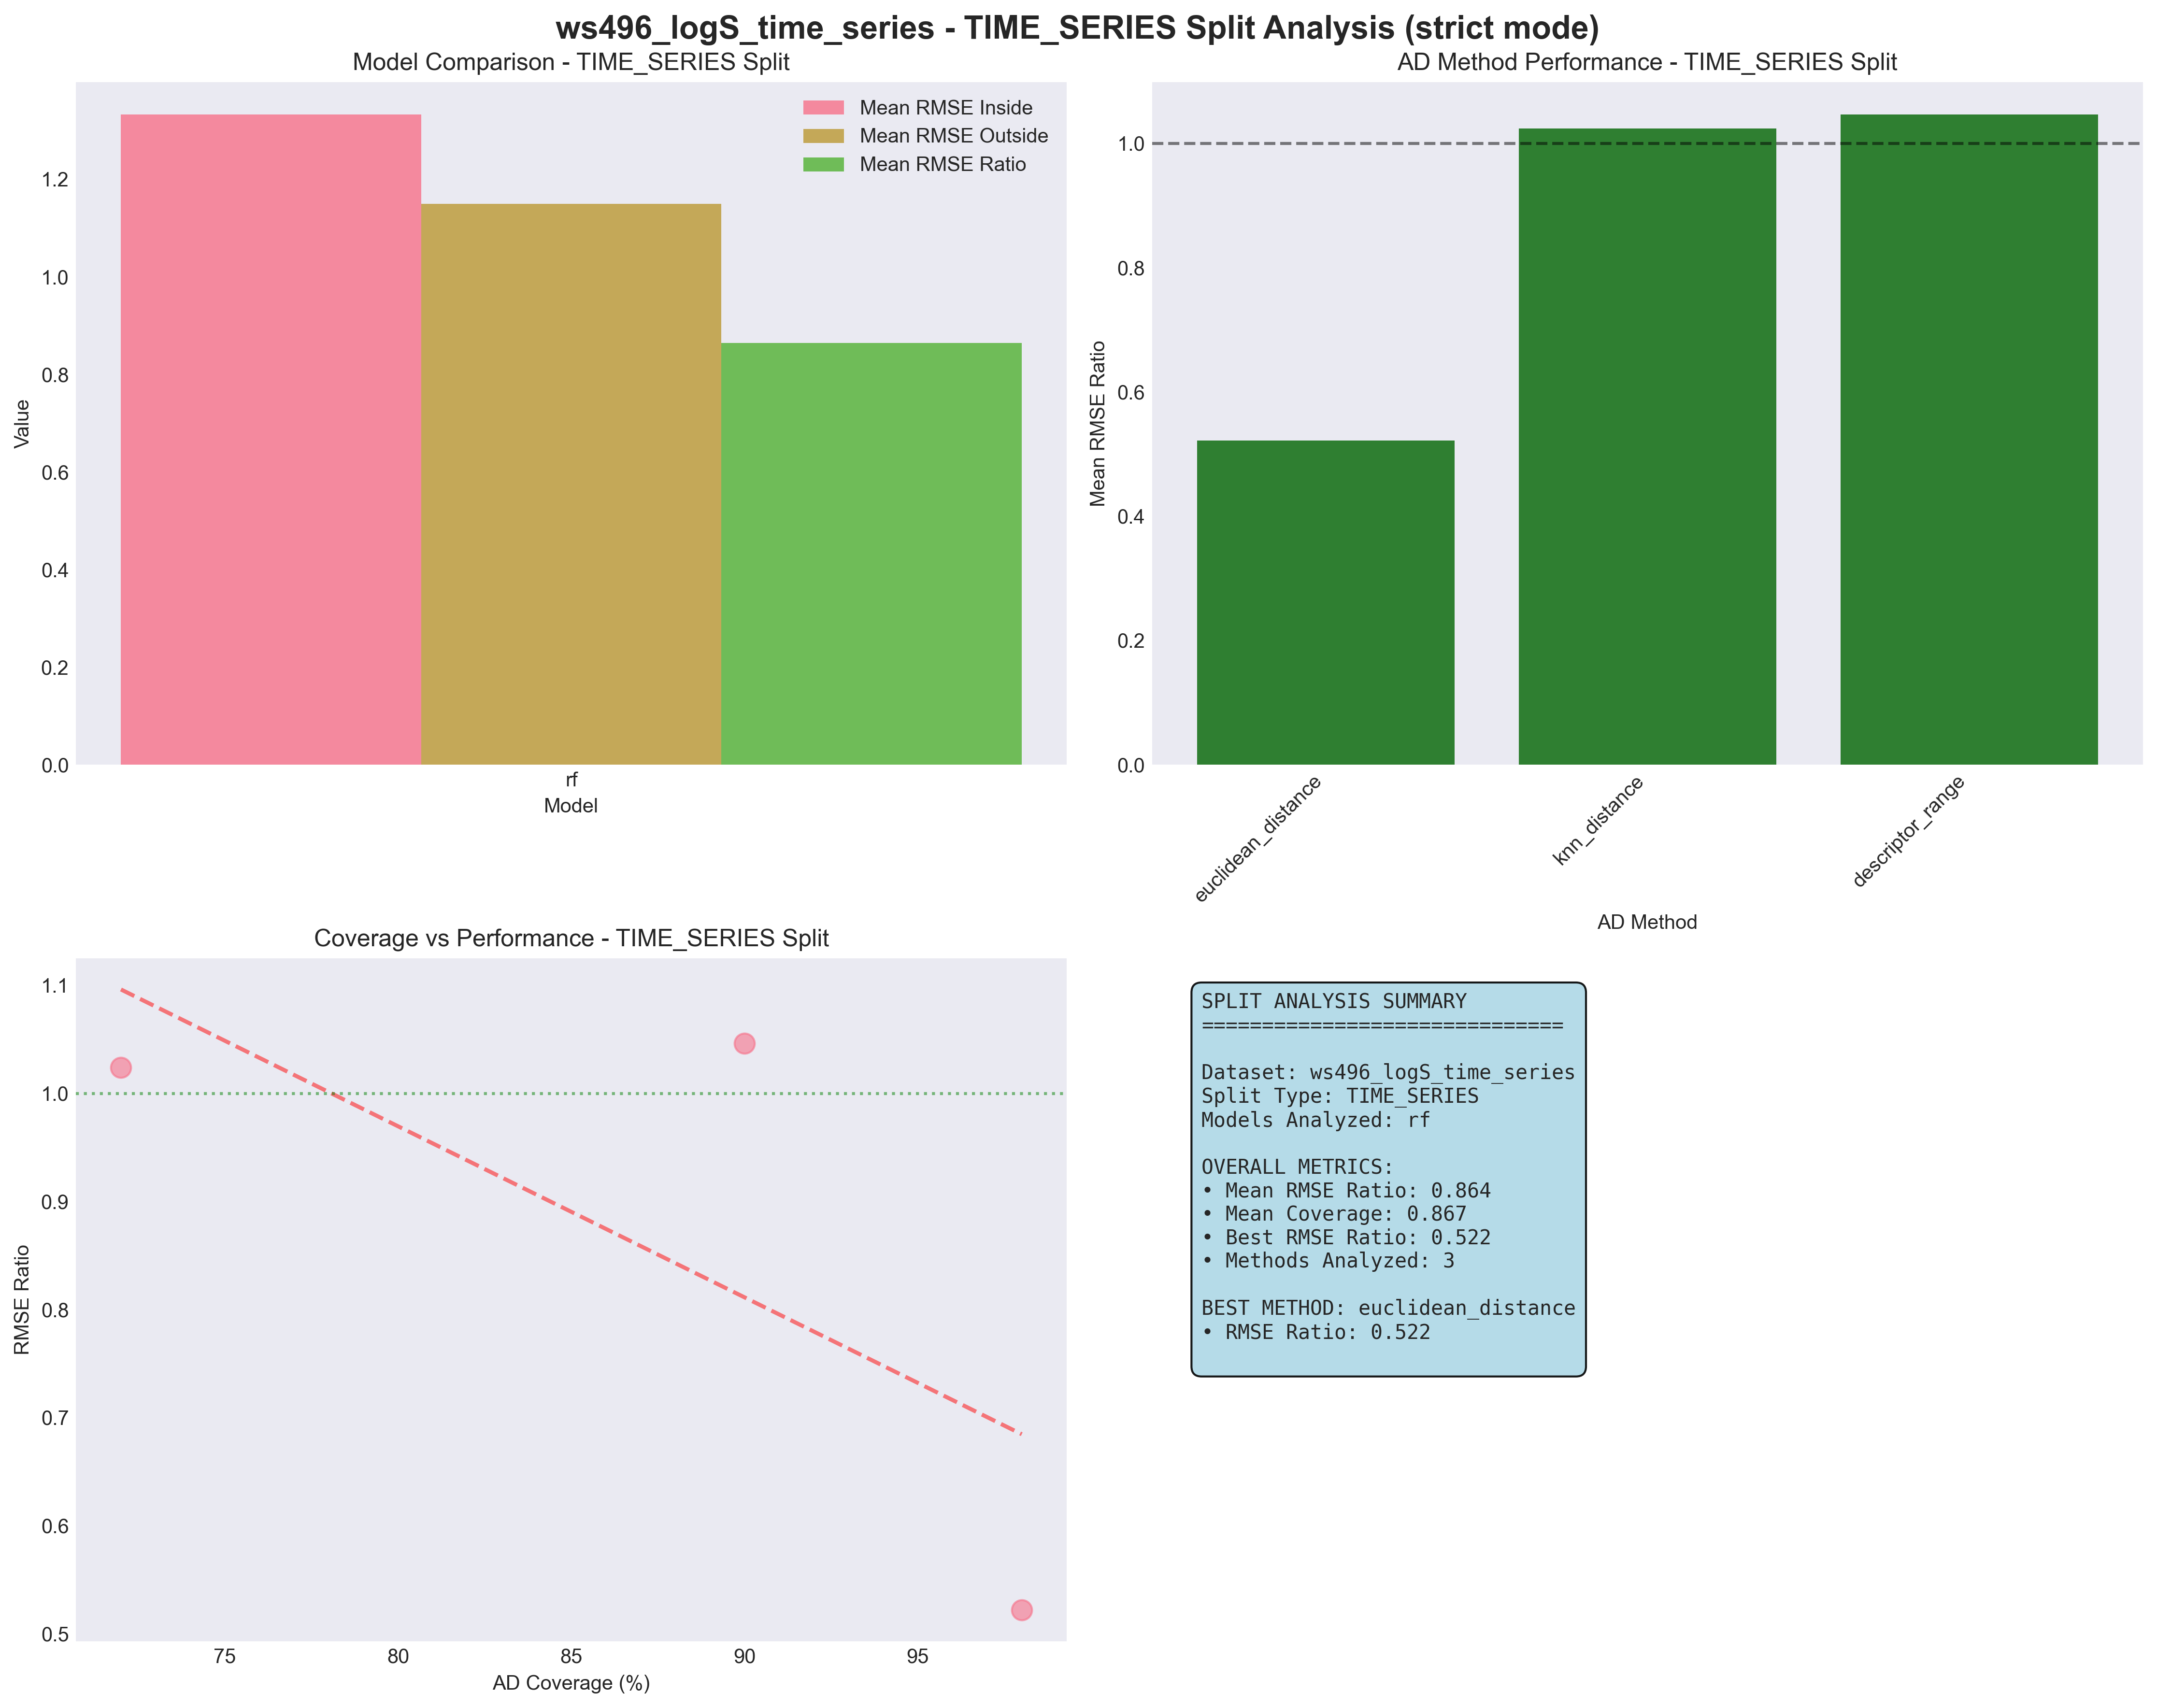 ws496_logS_time_series - TIME_SERIES Split Analysis (strict mode)
Model Comparison - TIME_SERIES Split
Mean RMSE Inside
Mean RMSE Outside
Mean RMSE Ratio
Value
1.2
1.0
0.8
0.6
0.4
0.2
0.0
rf
Model
AD Method Performance - TIME_SERIES Split
Mean RMSE Ratio
1.0
0.8
0.6
0.4
0.2
0.0
euclidean_distance
knn_distance
descriptor_range
AD Method
Coverage vs Performance - TIME_SERIES Split
RMSE Ratio
1.1
1.0
0.9
0.8
0.7
0.6
0.5
75
80
85
90
95
AD Coverage (%)
SPLIT ANALYSIS SUMMARY
==============================
Dataset: ws496_logS_time_series
Split Type: TIME_SERIES
Models Analyzed: rf
OVERALL METRICS:
• Mean RMSE Ratio: 0.864
• Mean Coverage: 0.867
• Best RMSE Ratio: 0.522
• Methods Analyzed: 3
BEST METHOD: euclidean_distance
• RMSE Ratio: 0.522